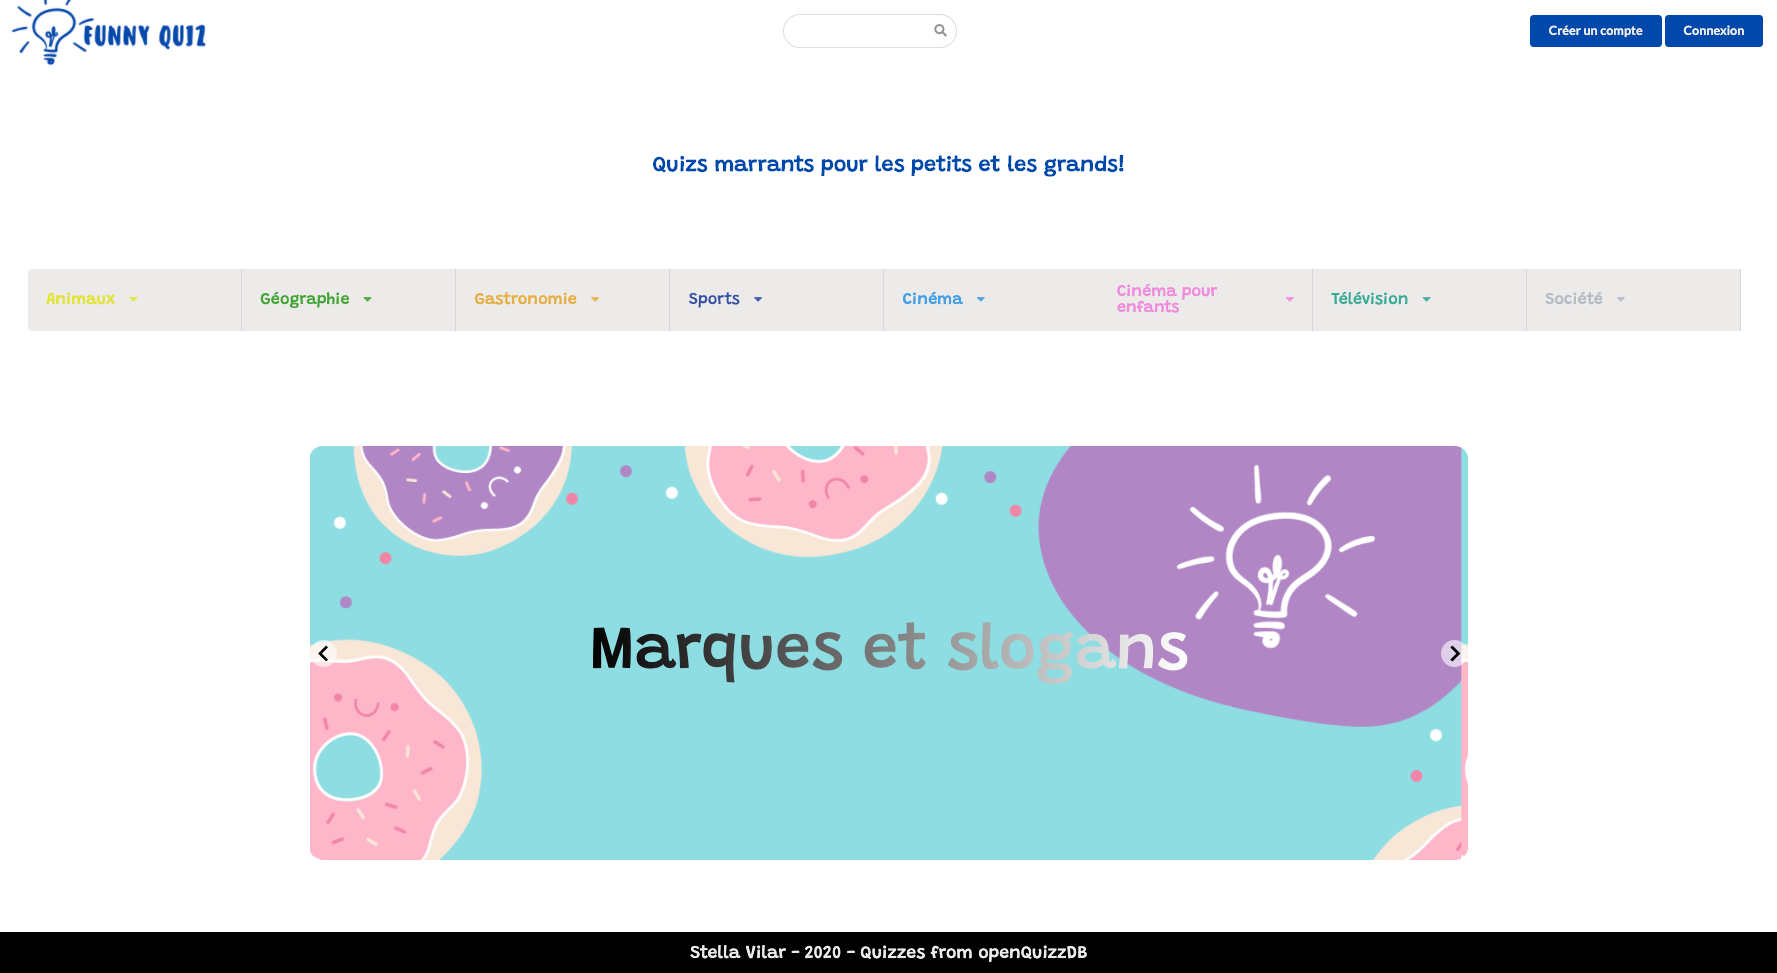 FUNNY QUIZ
Créer un compte
Connexion
Quizs marrants pour les petits et les grands!
Animaux
Géographie
Gastronomie
Sports
Cinéma
Cinéma pour
enfants
Télévision
Société
Marques et slogans
Stella Vilar - 2020 - Quizzes from openQuizzDB